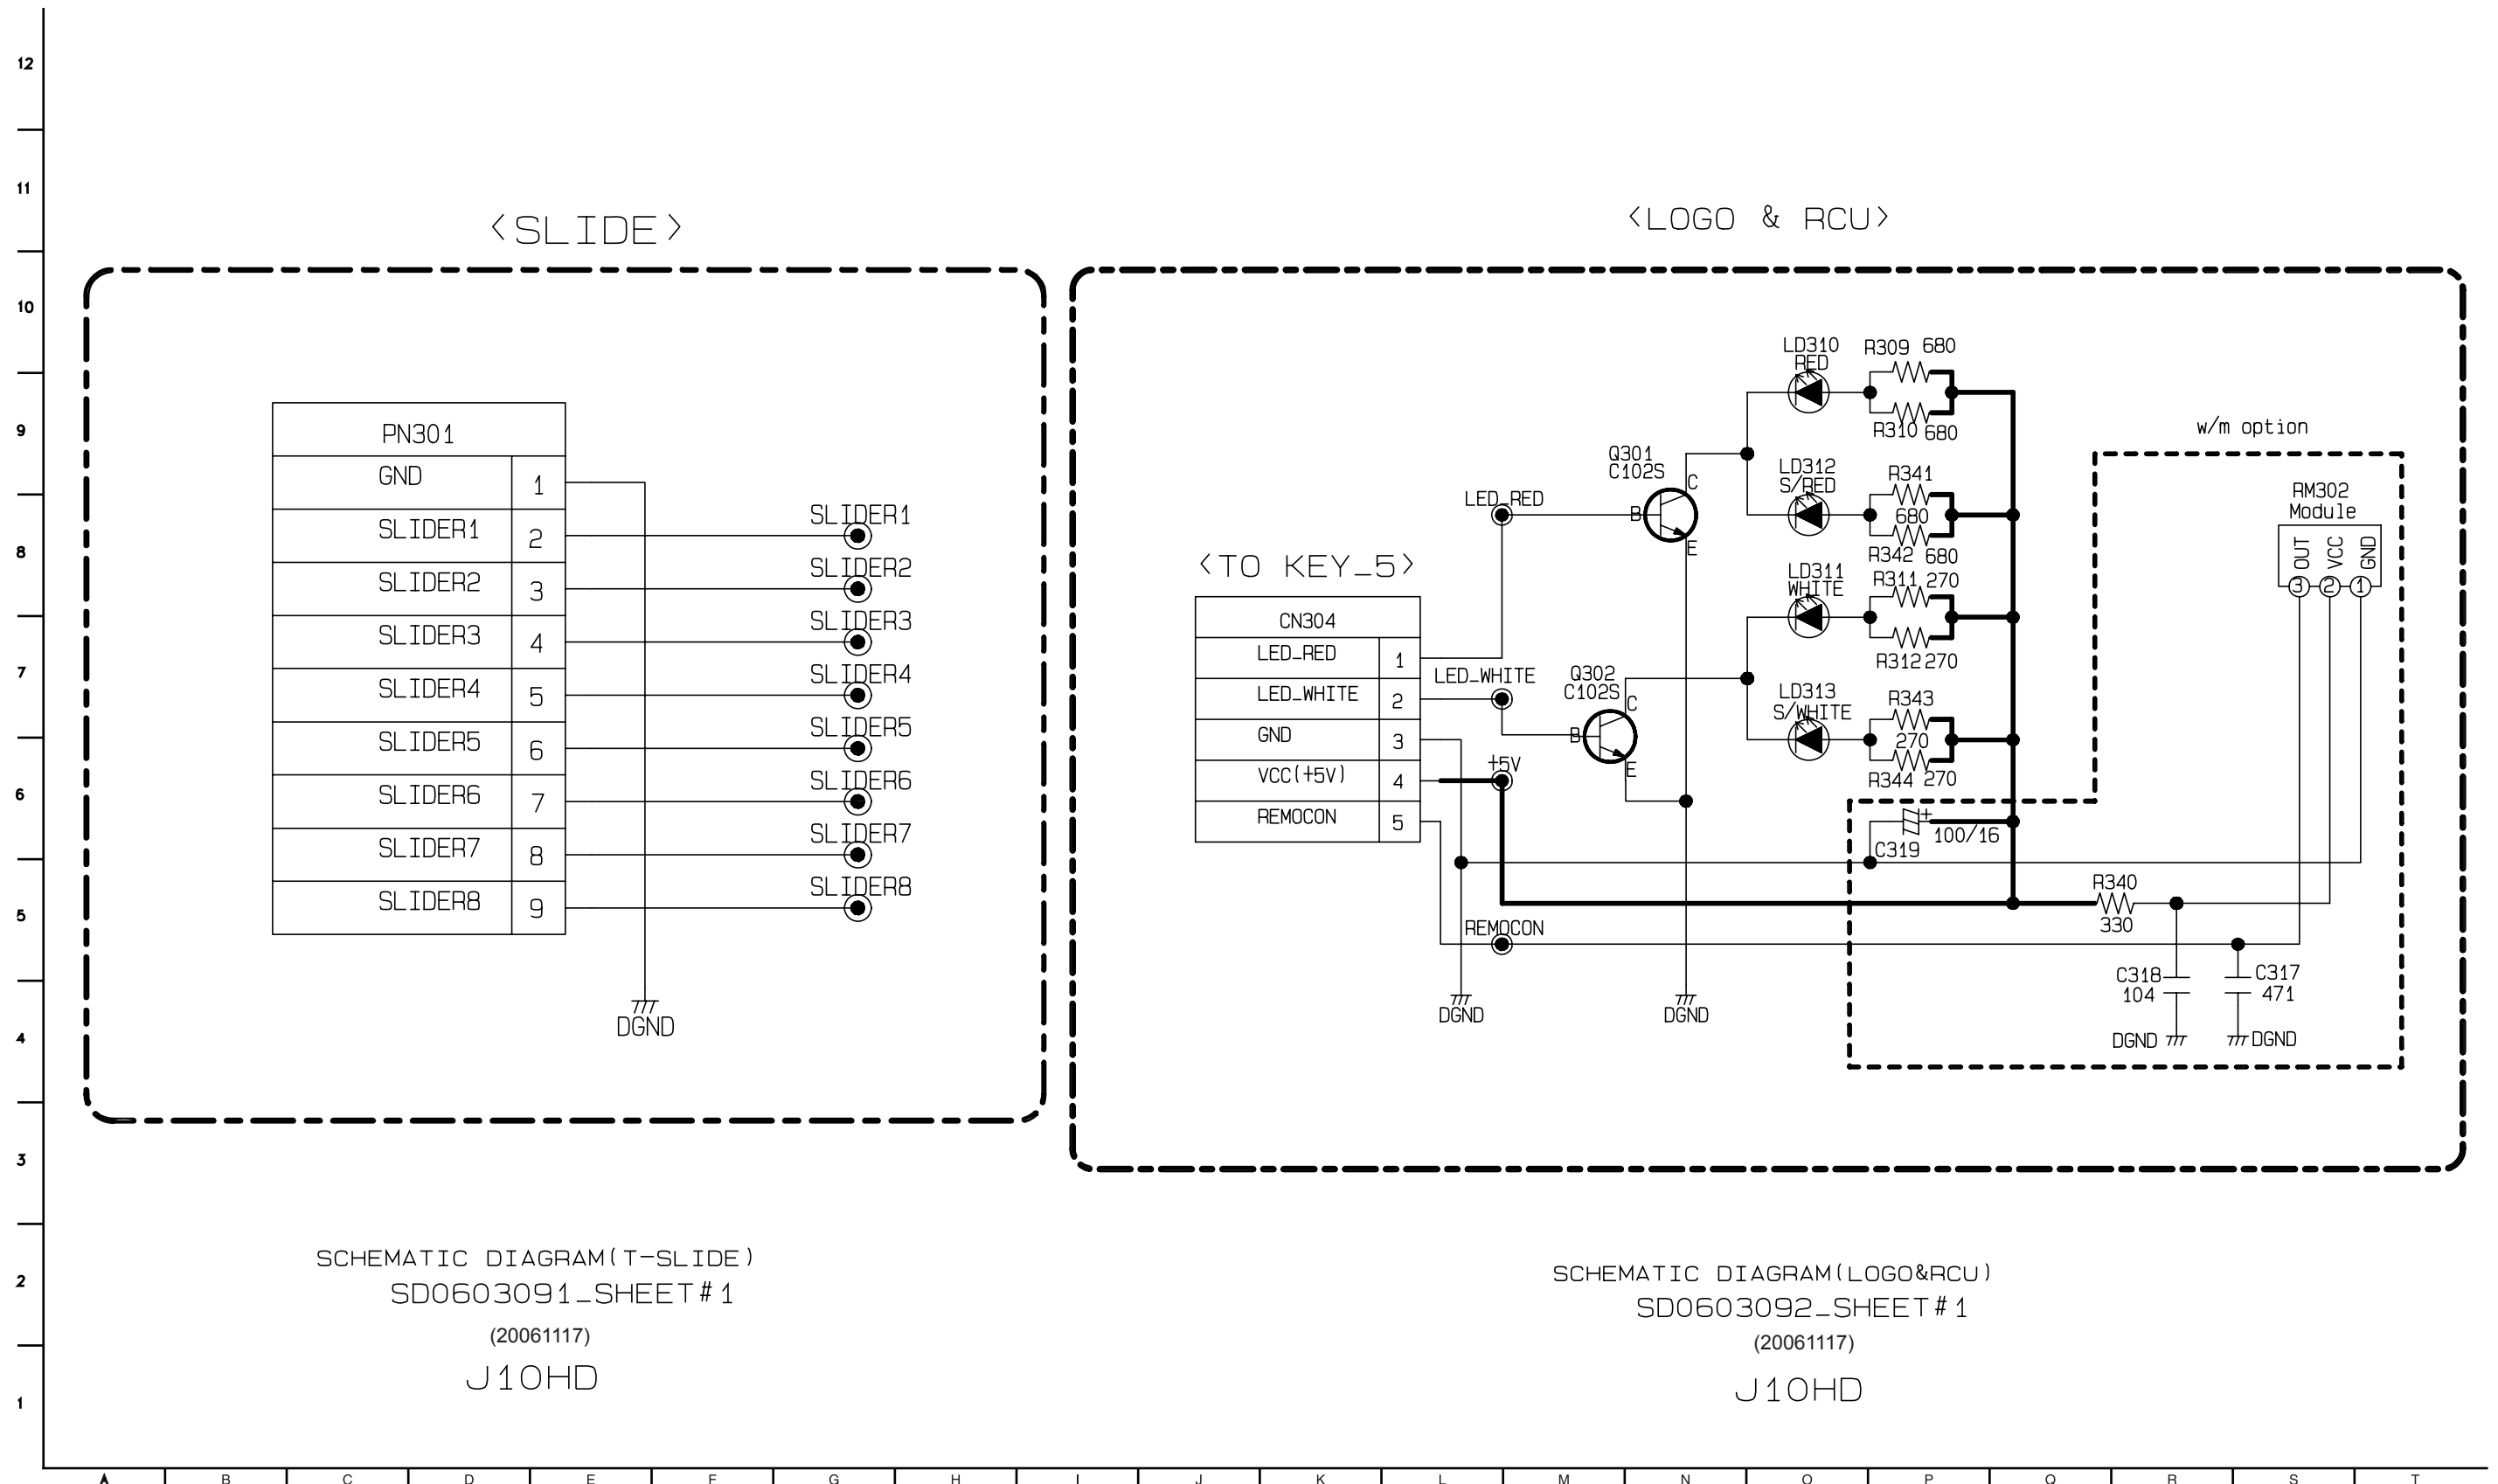 12
11
10
9
8
7
6
5
4
3
2
1
<SLIDE>
PN301
GND 1
SLIDER1 2
SLIDER2 3
SLIDER3 4
SLIDER4 5
SLIDER5 6
SLIDER6 7
SLIDER7 8
SLIDER8 9
SLIDER1
SLIDER2
SLIDER3
SLIDER4
SLIDER5
SLIDER6
SLIDER7
SLIDER8
DGND
SCHEMATIC DIAGRAM(T-SLIDE)
SD0603091_SHEET#1
(20061117)
J10HD
<LOGO & RCU>
<TO KEY_5>
CN304
LED_RED 1
LED_WHITE 2
GND 3
VCC(+5V) 4
REMOCON 5
LED_RED
LED_WHITE
+5V
REMOCON
DGND
Q301
C102S
B
C
E
Q302
C102S
B
C
E
DGND
LD310
RED
R309 680
R310 680
LD312
S/RED
R341
680
R342 680
LD311
WHITE
R311 270
R312 270
LD313
S/WHITE
R343
270
R344 270
+
100/16
C319
w/m option
RM302
Module
OUT VCC GND
3 2 1
R340
330
C318
104
DGND
C317
471
DGND
SCHEMATIC DIAGRAM(LOGO&RCU)
SD0603092_SHEET#1
(20061117)
J10HD
A B C D E F G H I J K L M N O P Q R S T